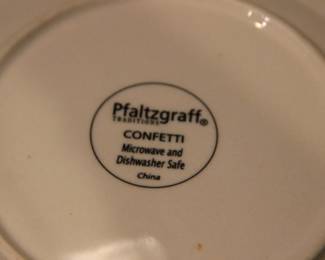 Pfaltzgraff®
TRADITIONS
CONFETTI
Microwave and
Dishwasher Safe
China